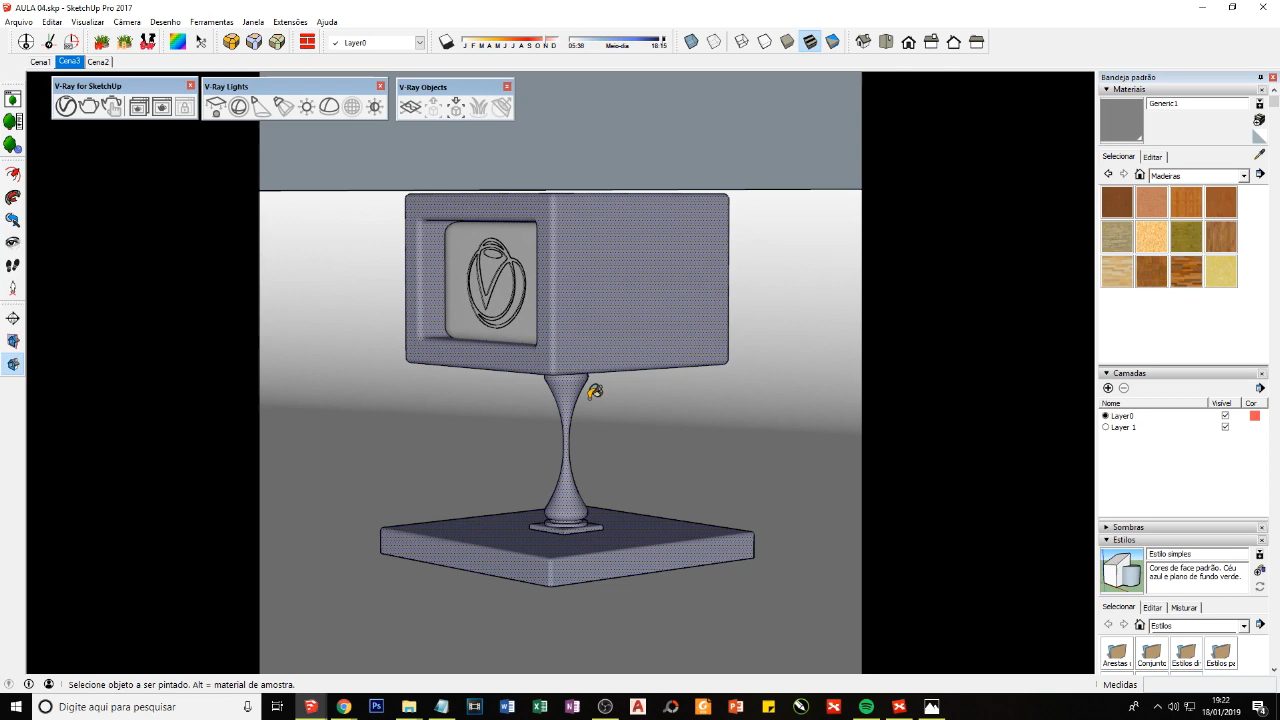 AULA 04.skp - SketchUp Pro 2017
Arquivo Editar Visualizar Câmera Desenho Ferramentas Janela Extensões Ajuda
Layer0
J F M A M J J A S O N D 05:38 Meio-dia 18:15
Cena1 Cena3 Cena2
V-Ray for SketchUp
V-Ray Lights
V-Ray Objects
Bandeja padrão
Materiais
Generic1
Selecionar Editar
Madeiras
Camadas
Nome Visível Cor
Layer0
Layer 1
Sombras
Estilos
Estilo simples
Cores de face padrão. Céu
azul e plano de fundo verde.
Selecionar Editar Misturar
Estilos
Arestas Conjunto Estilos di Estilos pa
Selecione objeto a ser pintado. Alt = material de amostra.
Medidas
Digite aqui para pesquisar
19:22
18/01/2019